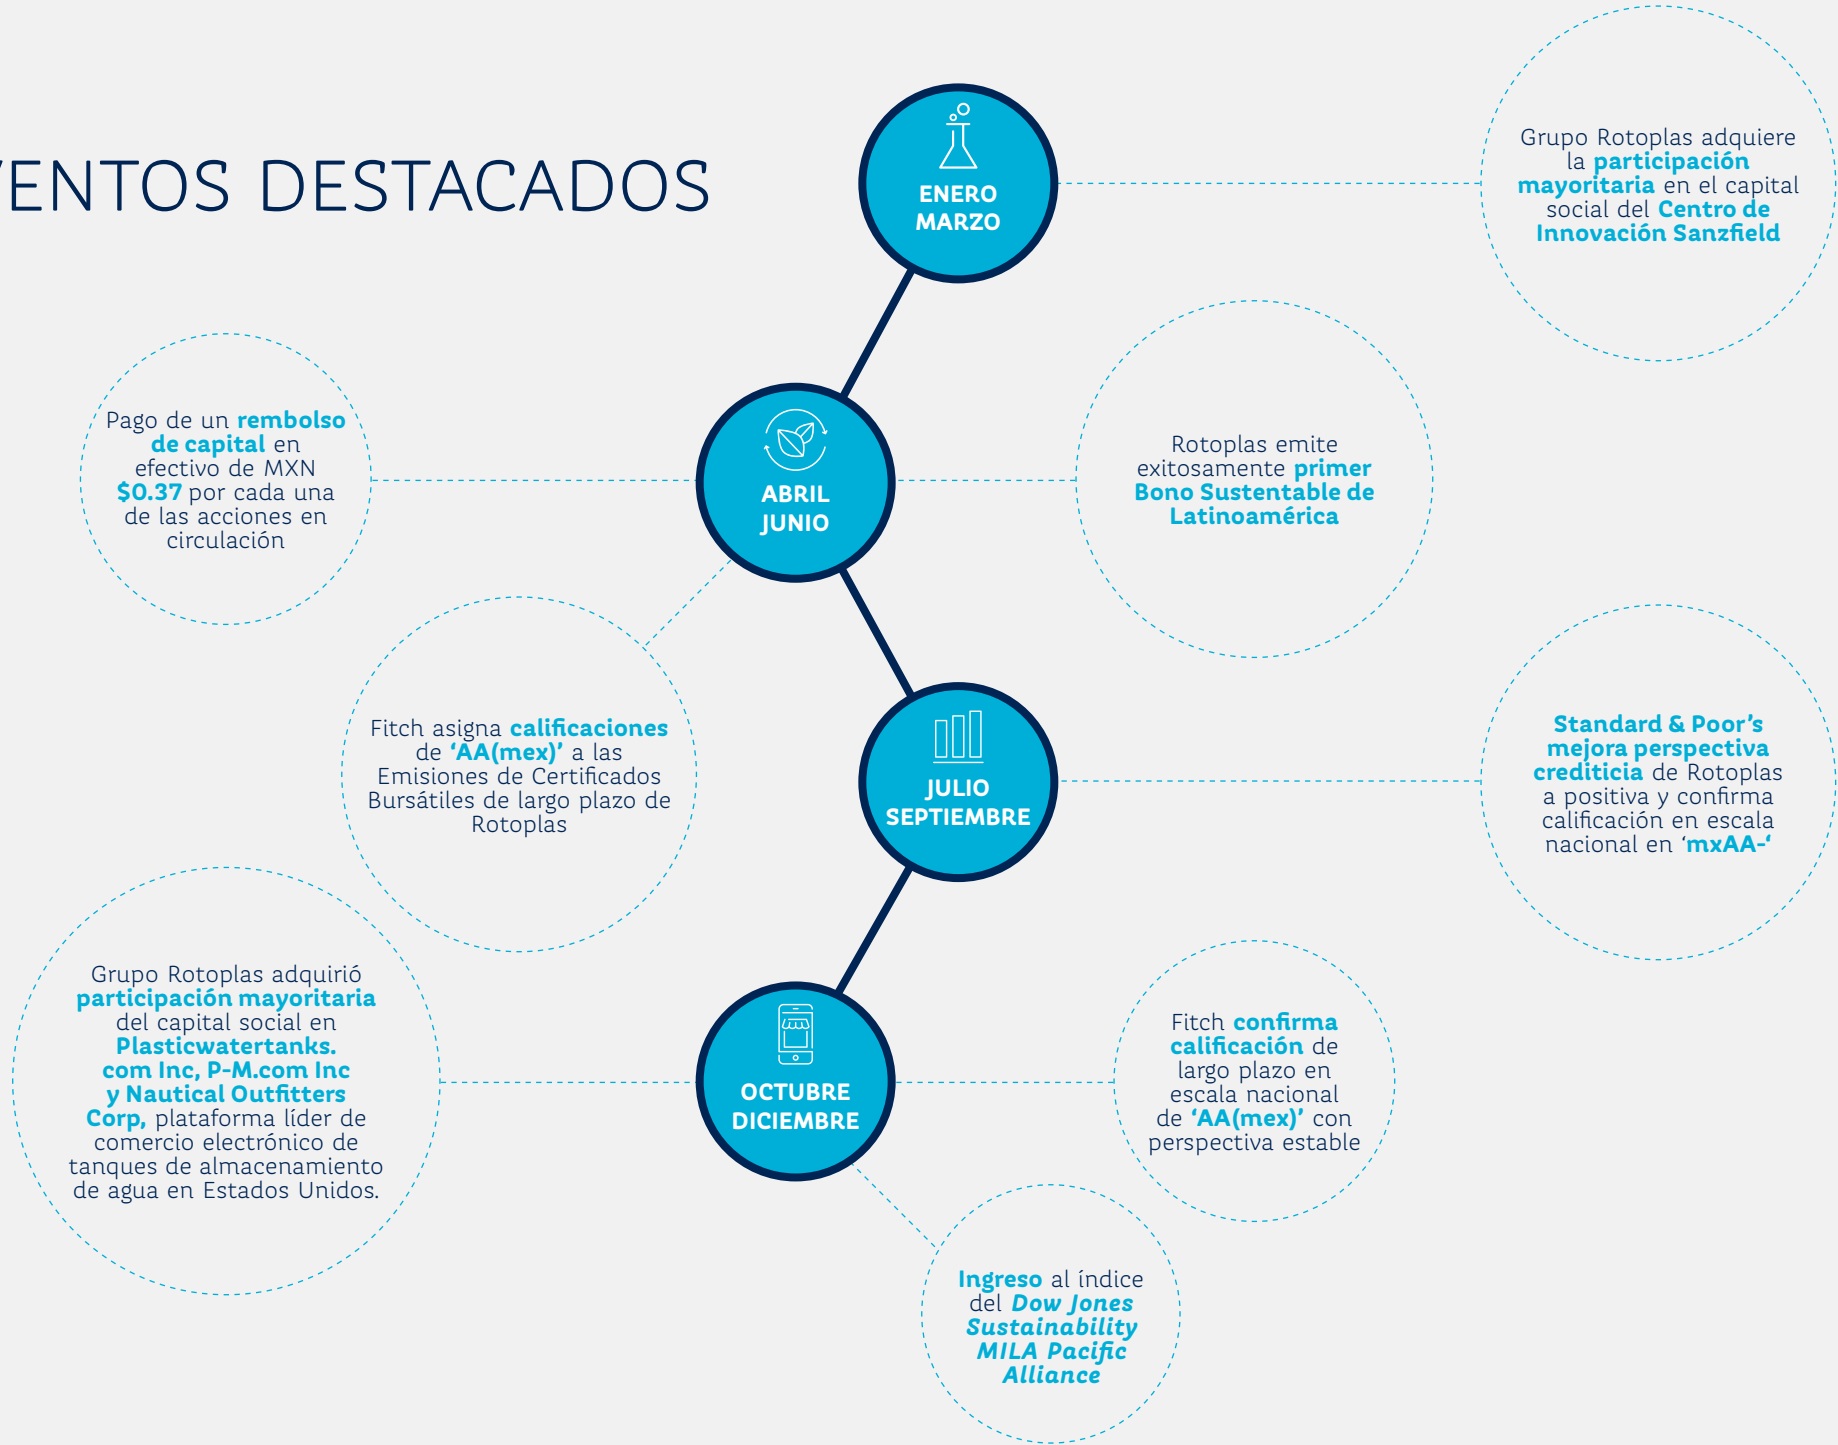 VENTOS DESTACADOS
ENERO
MARZO
Grupo Rotoplas adquiere
la participación
mayoritaria en el capital
social del Centro de
Innovación Sanzfield
Pago de un rembolso
de capital en
efectivo de MXN
$0.37 por cada una
de las acciones en
circulación
ABRIL
JUNIO
Rotoplas emite
exitosamente primer
Bono Sustentable de
Latinoamérica
Fitch asigna calificaciones
de ‘AA(mex)’ a las
Emisiones de Certificados
Bursátiles de largo plazo de
Rotoplas
JULIO
SEPTIEMBRE
Standard & Poor’s
mejora perspectiva
crediticia de Rotoplas
a positiva y confirma
calificación en escala
nacional en ‘mxAA-‘
Grupo Rotoplas adquirió
participación mayoritaria
del capital social en
Plasticwatertanks.
com Inc, P-M.com Inc
y Nautical Outfitters
Corp, plataforma líder de
comercio electrónico de
tanques de almacenamiento
de agua en Estados Unidos.
OCTUBRE
DICIEMBRE
Fitch confirma
calificación de
largo plazo en
escala nacional
de ‘AA(mex)’ con
perspectiva estable
Ingreso al índice
del Dow Jones
Sustainability
MILA Pacific
Alliance